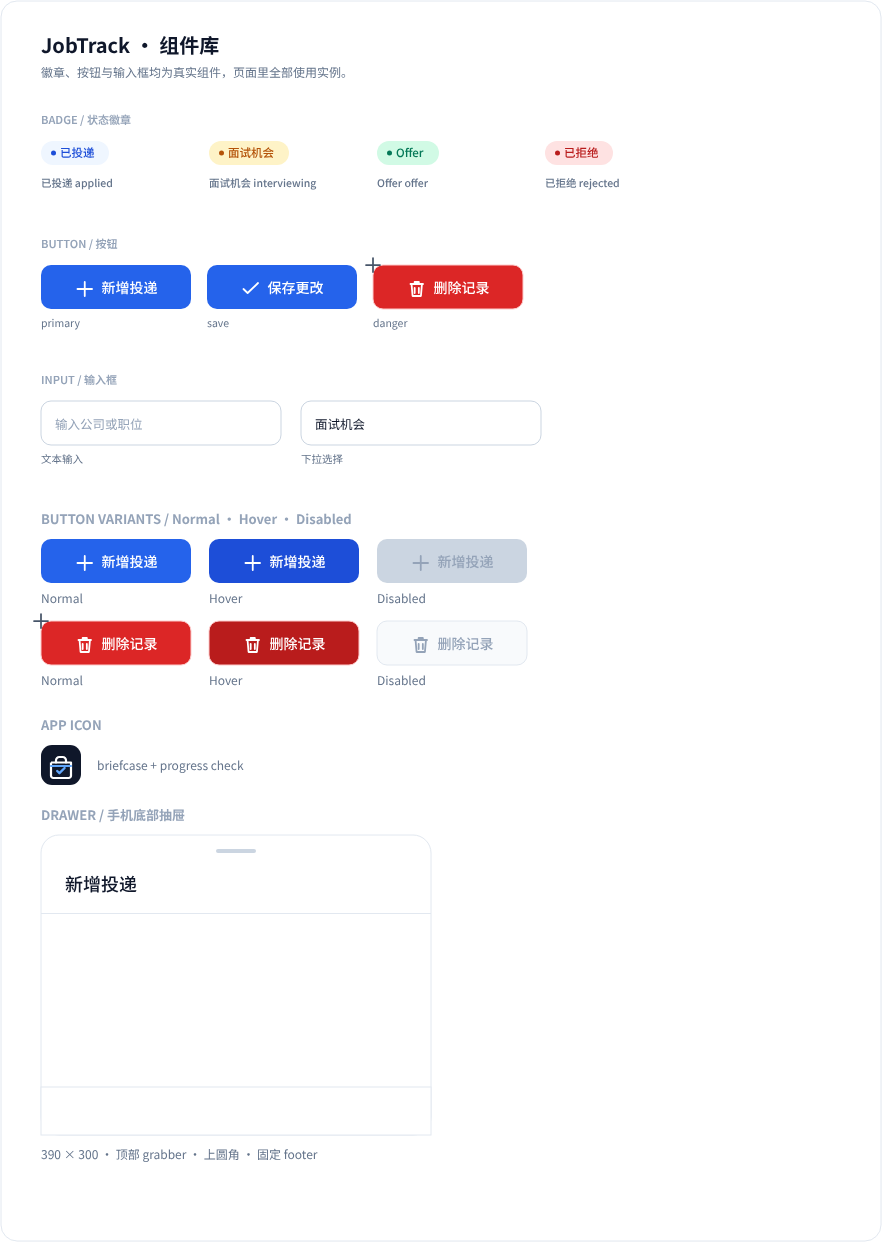 JobTrack · 组件库
徽章、按钮与输入框均为真实组件，页面里全部使用实例。
BADGE / 状态徽章
已投递 面试机会 Offer 已拒绝
已投递 applied 面试机会 interviewing Offer offer 已拒绝 rejected
BUTTON / 按钮
新增投递 保存更改 删除记录
primary save danger
INPUT / 输入框
输入公司或职位 面试机会
文本输入 下拉选择
BUTTON VARIANTS / Normal · Hover · Disabled
新增投递 新增投递 新增投递
Normal Hover Disabled
删除记录 删除记录 删除记录
Normal Hover Disabled
APP ICON
briefcase + progress check
DRAWER / 手机底部抽屉
新增投递
390 × 300 · 顶部 grabber · 上圆角 · 固定 footer